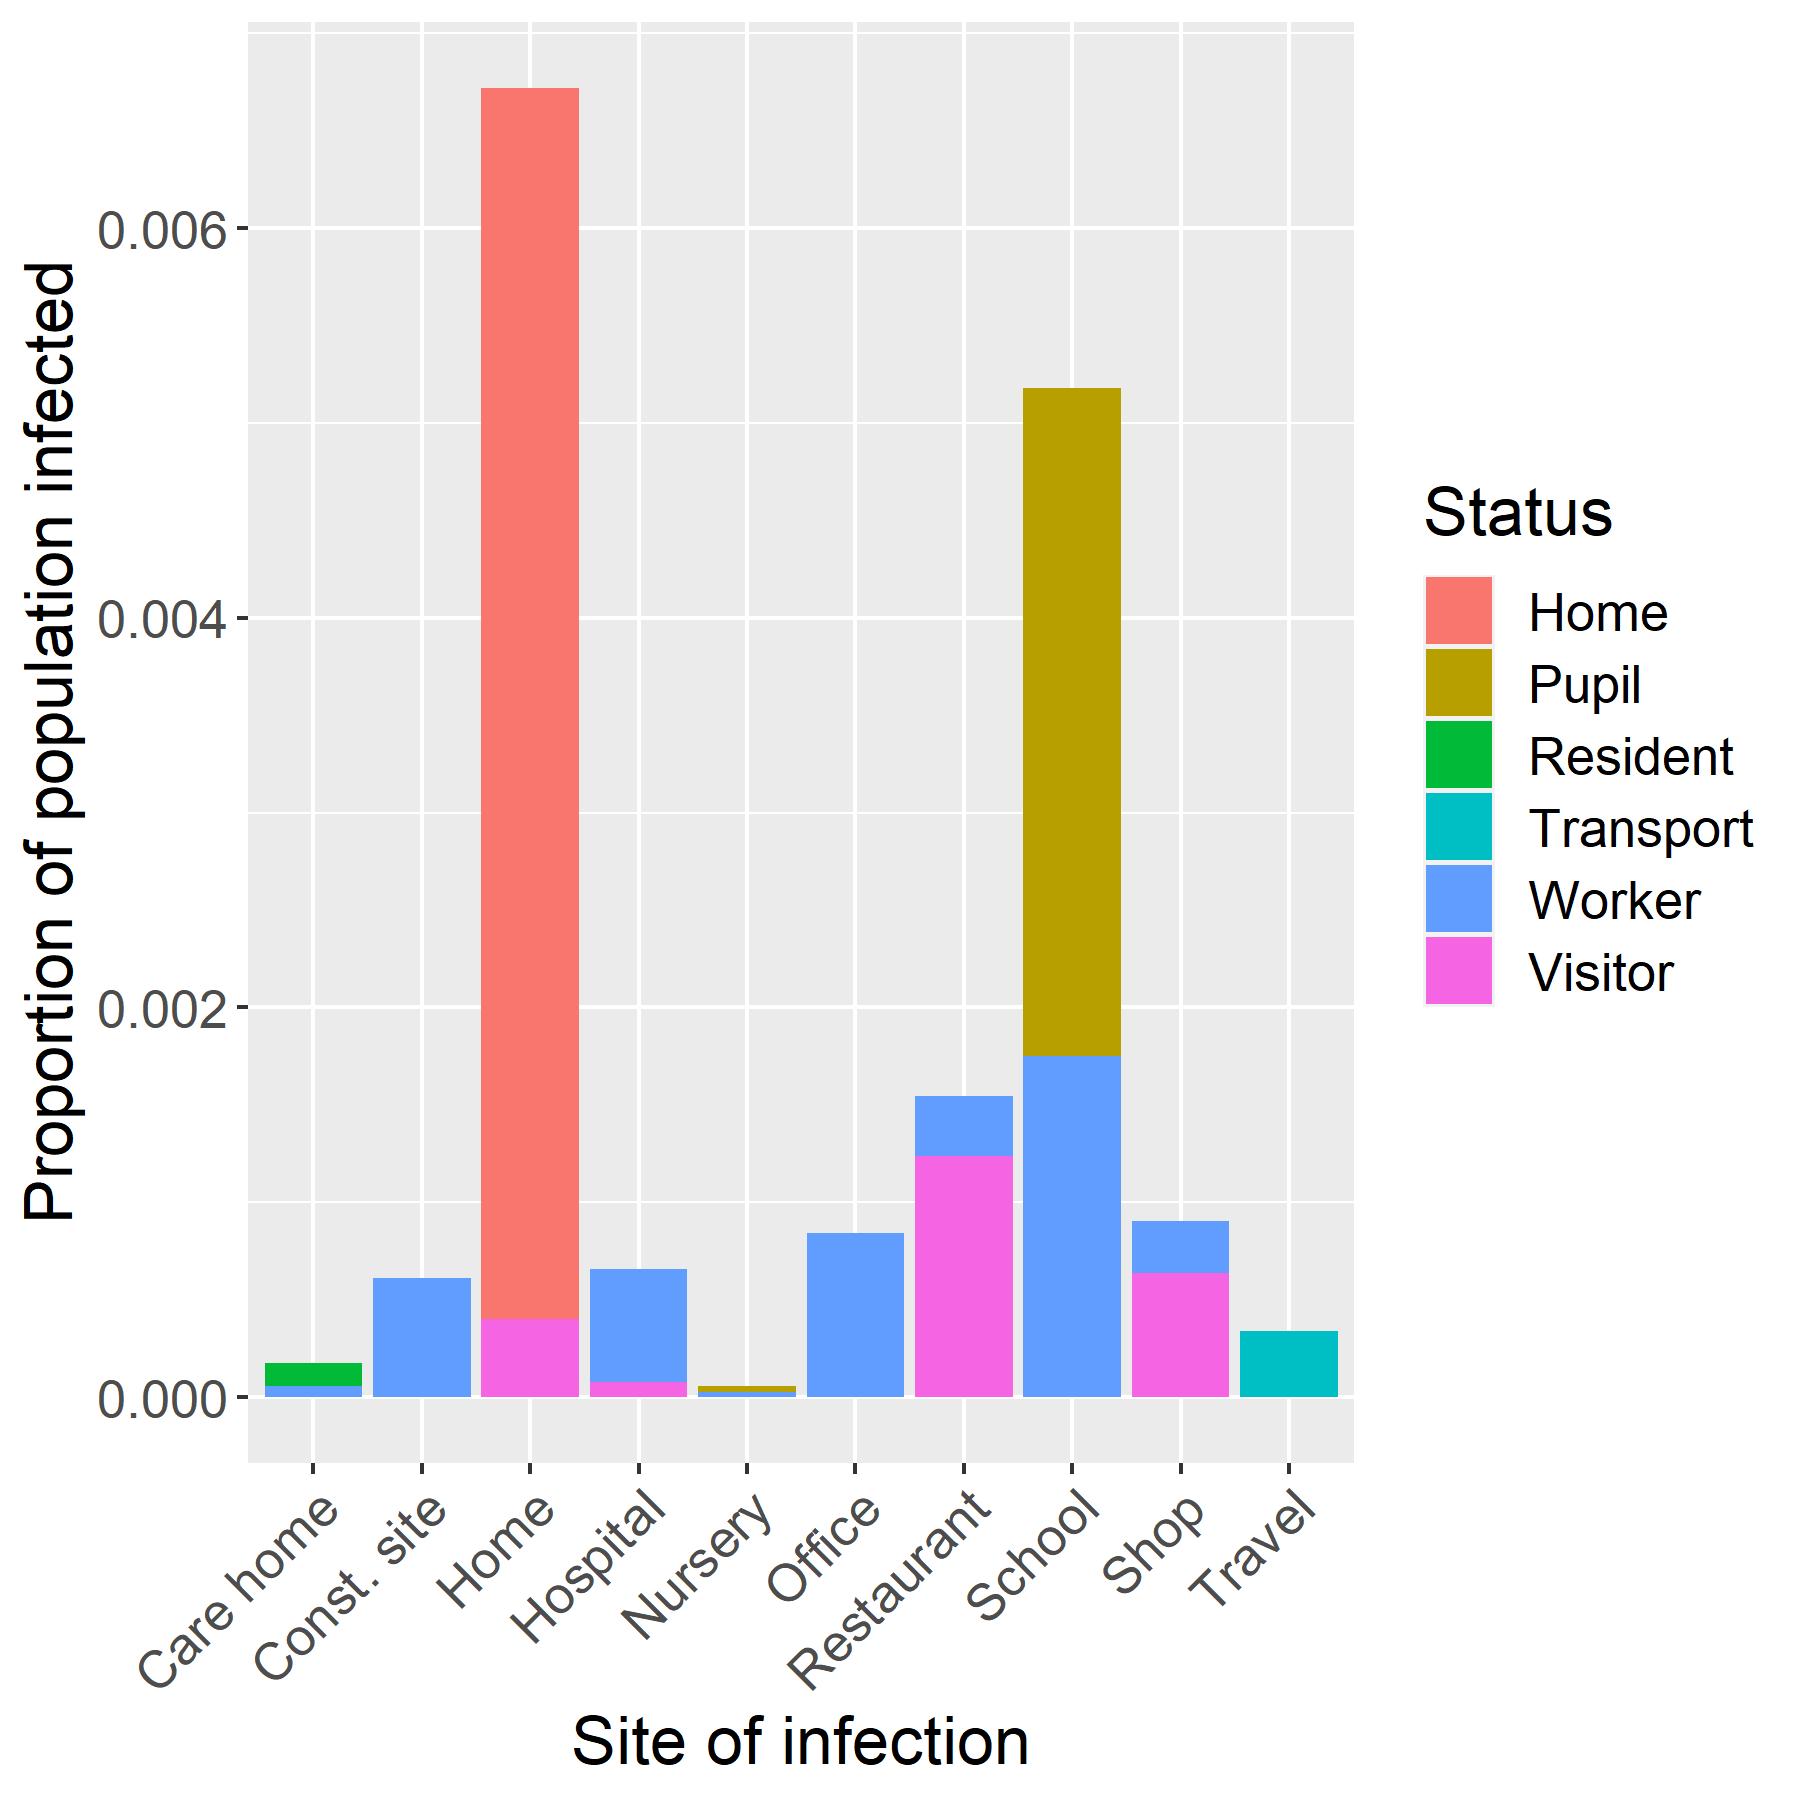 Proportion of population infected
0.006
0.004
0.002
0.000
Care home
Const. site
Home
Hospital
Nursery
Office
Restaurant
School
Shop
Travel
Site of infection
Status
Home
Pupil
Resident
Transport
Worker
Visitor